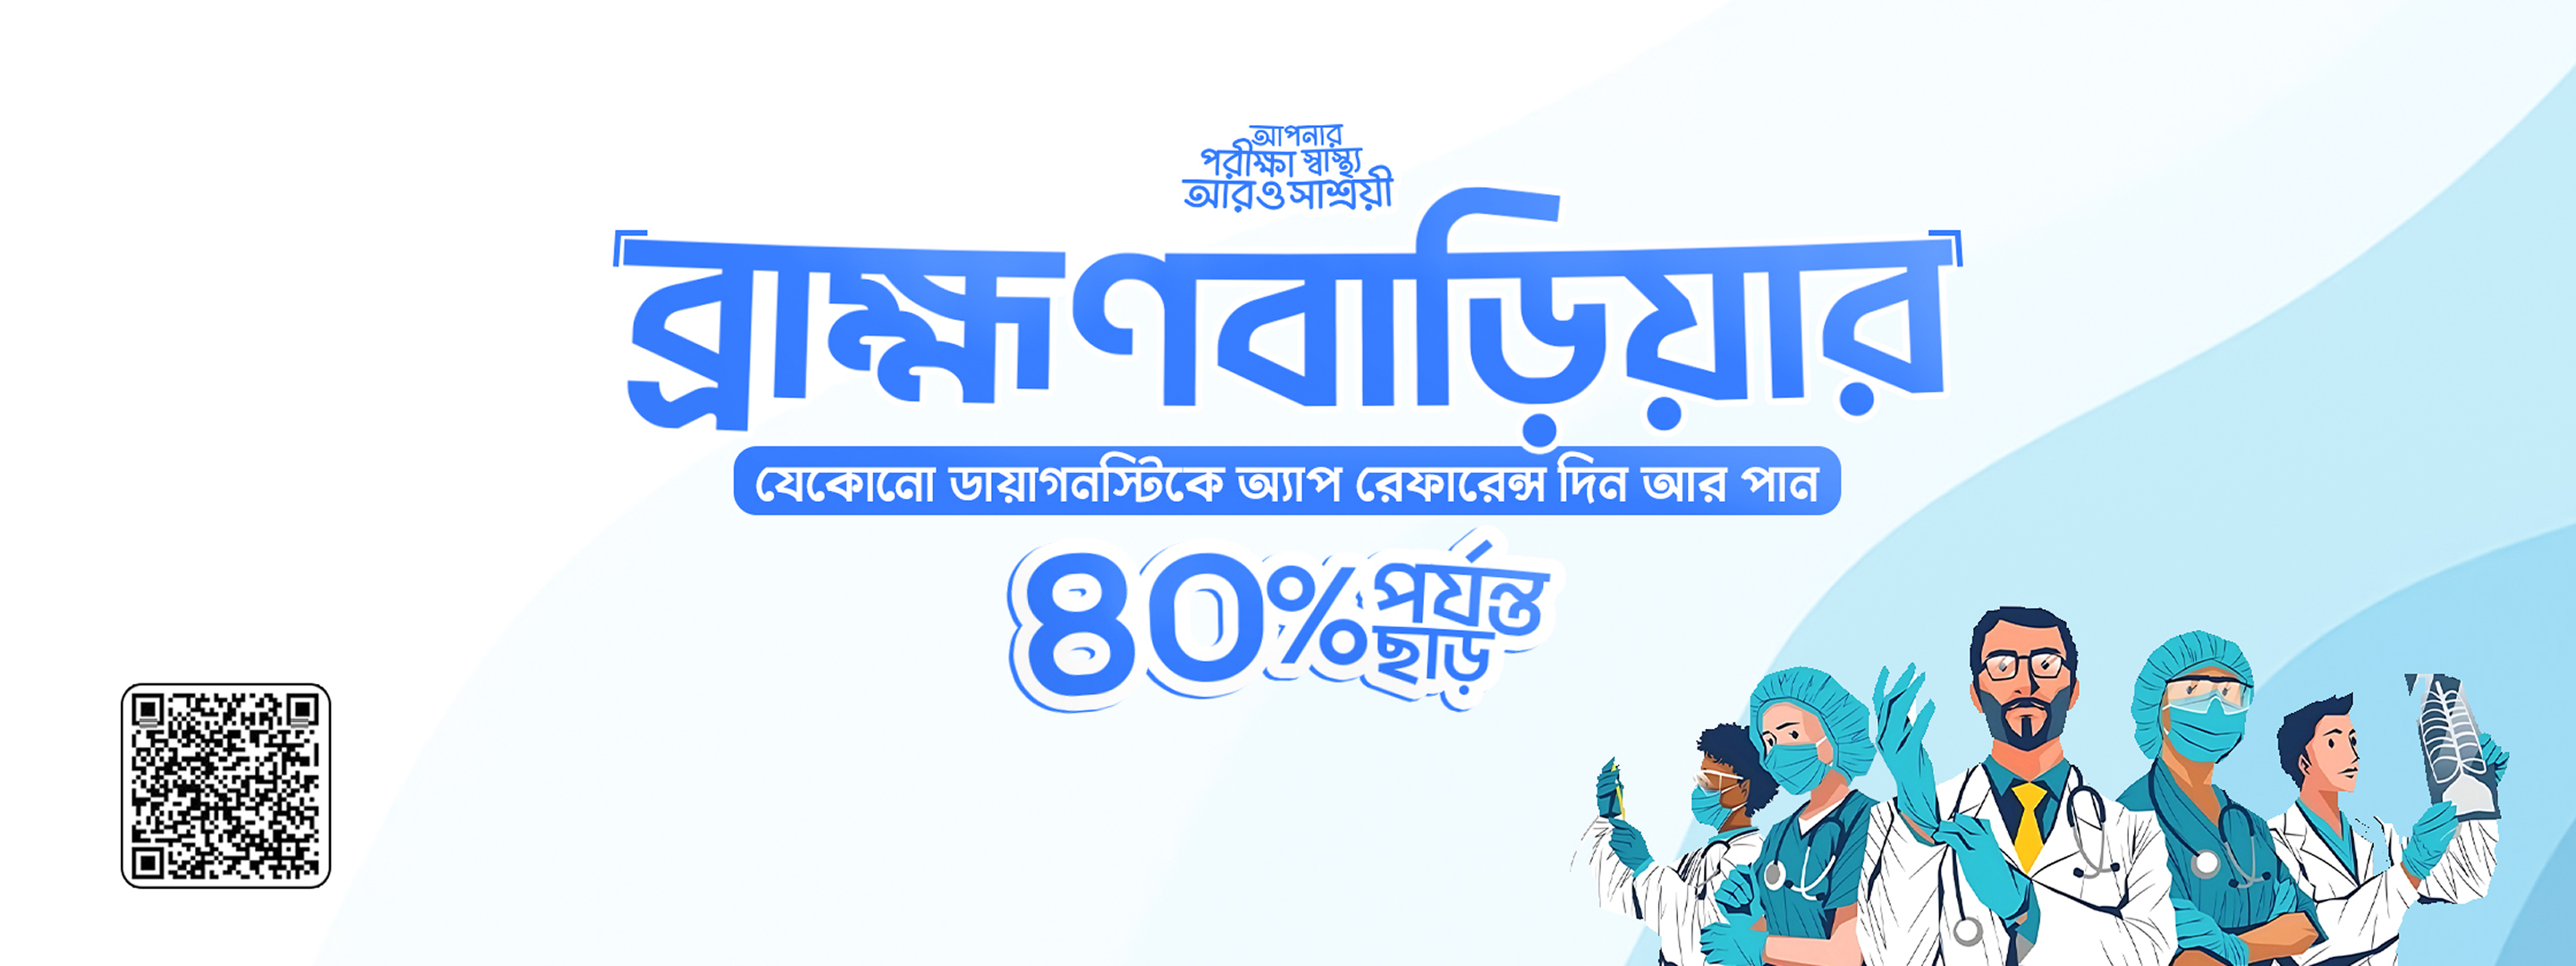 আপনার
পরীক্ষা স্বাস্থ্য
আরও সাশ্রয়ী
ব্রাহ্মণবাড়িয়ার
যেকোনো ডায়াগনস্টিকে অ্যাপ রেফারেন্স দিন আর পান
৪০% পর্যন্ত
ছাড়